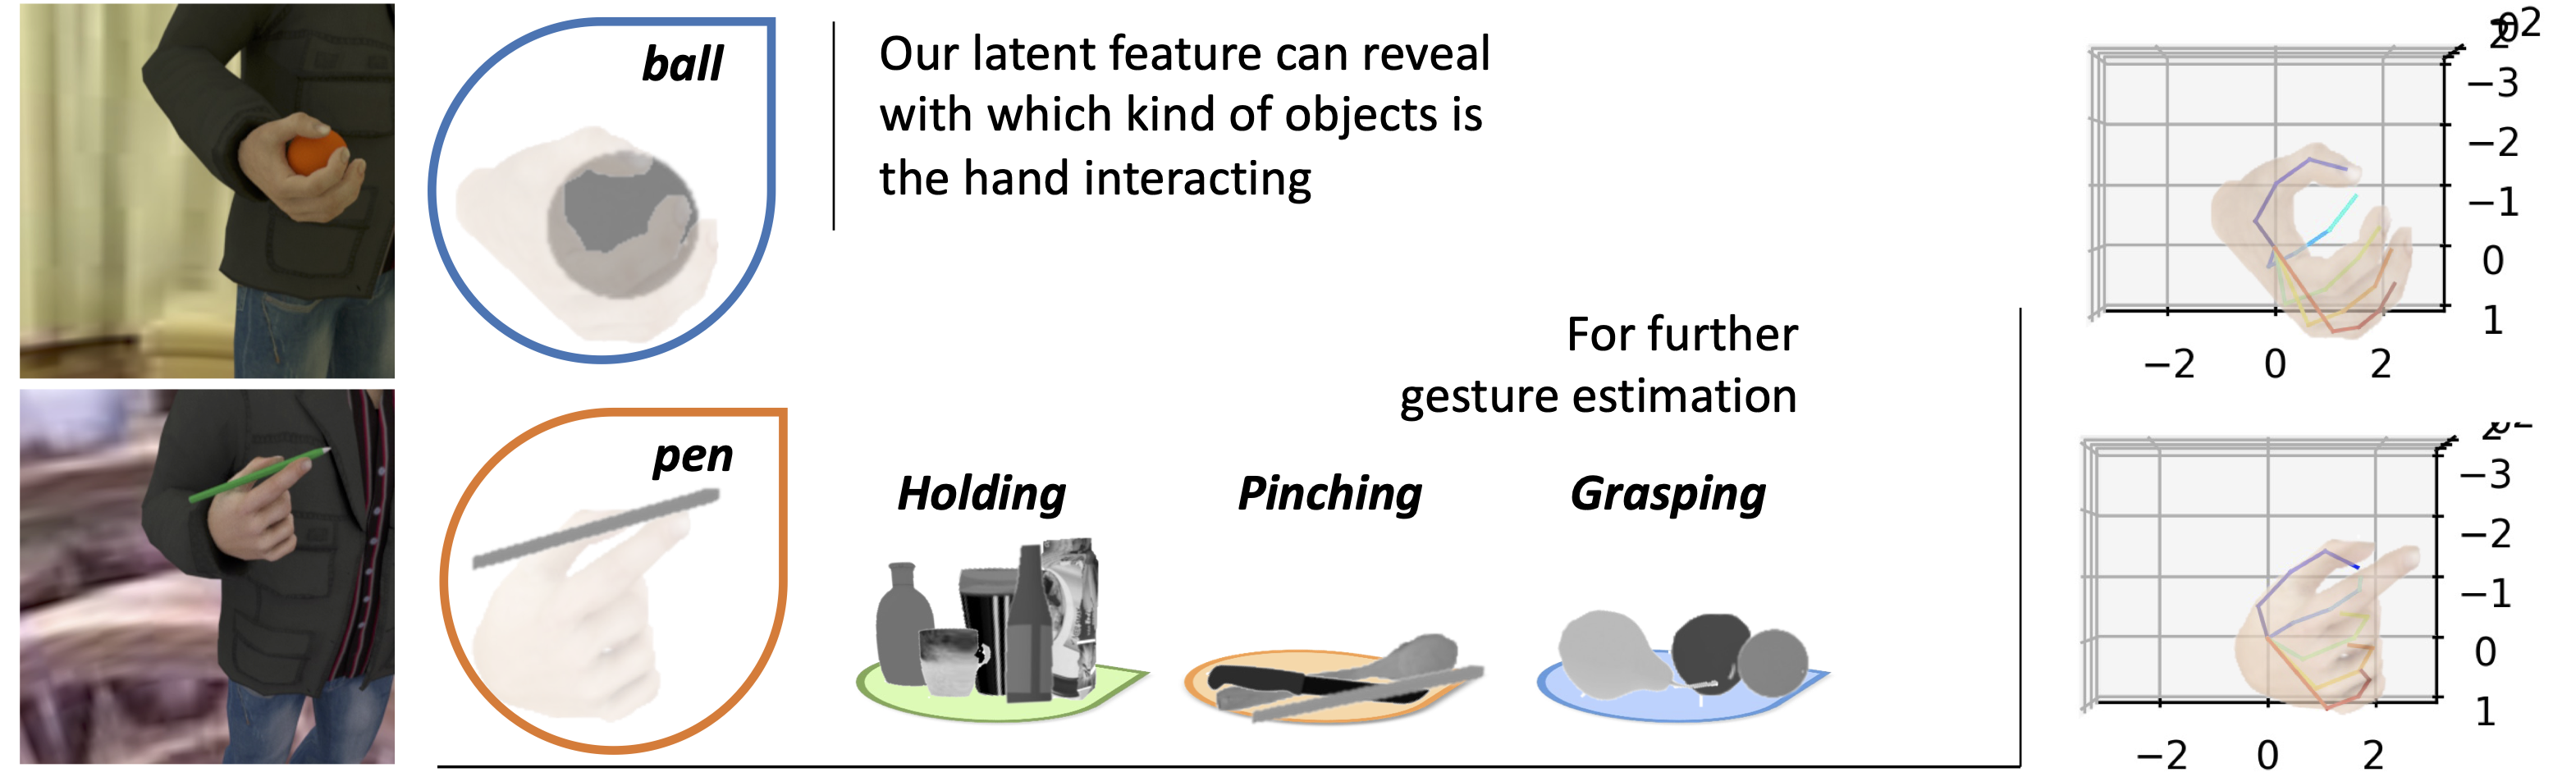 ball
Our latent feature can reveal
with which kind of objects is
the hand interacting
−3
−2
−1
0
1
−2 0 2
For further
gesture estimation
pen
Holding Pinching Grasping
−3
−2
−1
0
1
−2 0 2